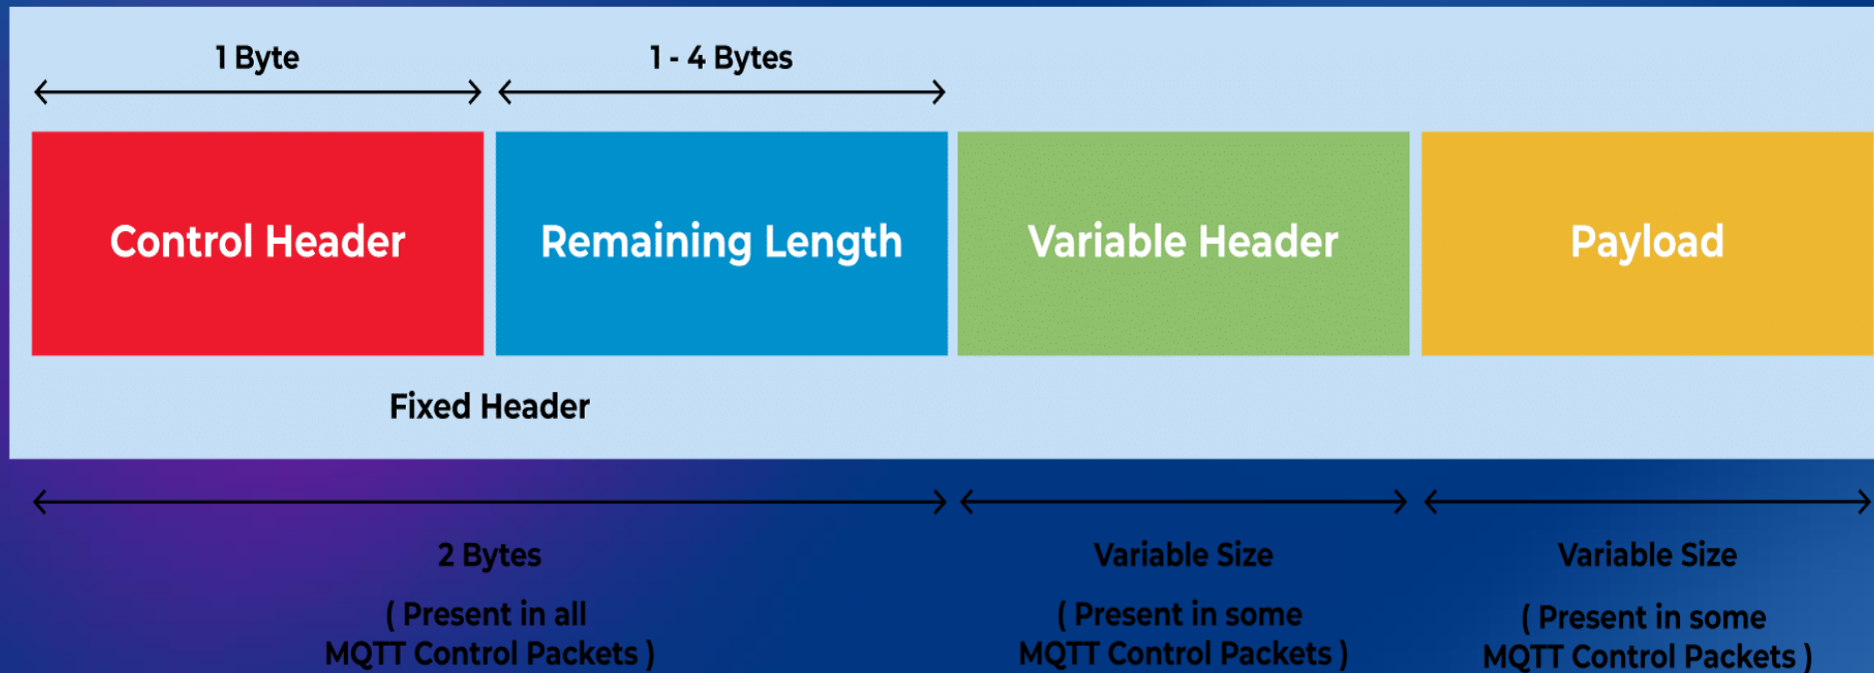 1 Byte
1 - 4 Bytes
Control Header
Remaining Length
Variable Header
Payload
Fixed Header
2 Bytes
( Present in all
MQTT Control Packets )
Variable Size
( Present in some
MQTT Control Packets )
Variable Size
( Present in some
MQTT Control Packets )